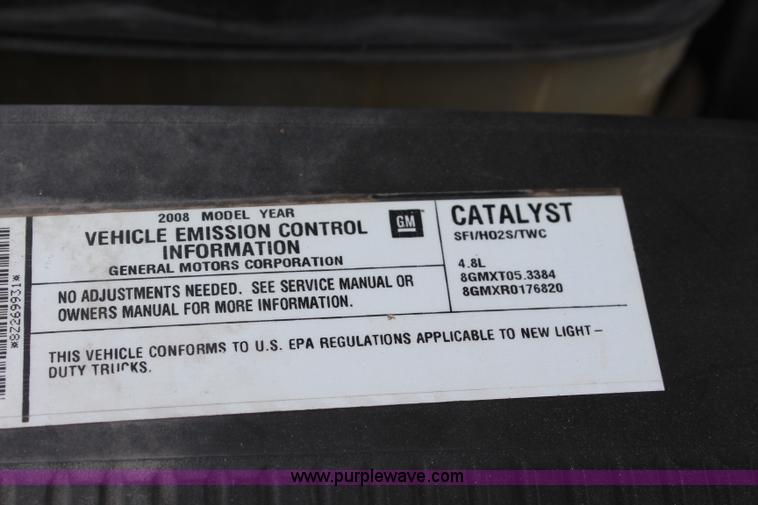 *8Z269931*
2008 MODEL YEAR
VEHICLE EMISSION CONTROL
INFORMATION
GENERAL MOTORS CORPORATION
GM
NO ADJUSTMENTS NEEDED. SEE SERVICE MANUAL OR
OWNERS MANUAL FOR MORE INFORMATION.
CATALYST
SFI/HO2S/TWC
4.8L
8GMXT05.3384
8GMXR0176820
THIS VEHICLE CONFORMS TO U.S. EPA REGULATIONS APPLICABLE TO NEW LIGHT-
DUTY TRUCKS.
www.purplewave.com